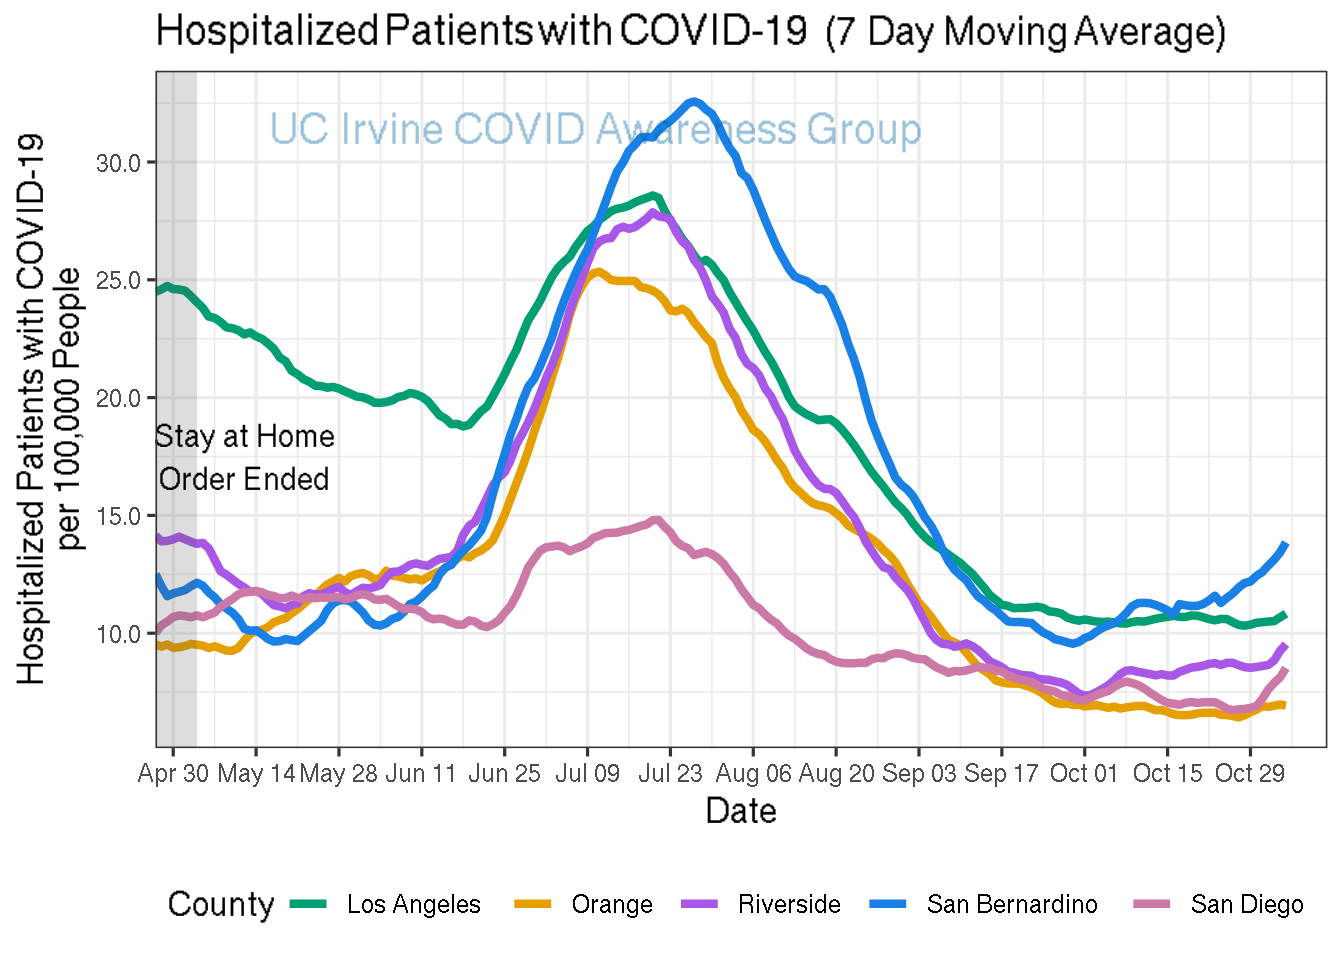 Hospitalized Patients with COVID-19 (7 Day Moving Average)
UC Irvine COVID Awareness Group
Hospitalized Patients with COVID-19
per 100,000 People
30.0
25.0
20.0
15.0
10.0
Stay at Home
Order Ended
Apr 30 May 14 May 28 Jun 11 Jun 25 Jul 09 Jul 23 Aug 06 Aug 20 Sep 03 Sep 17 Oct 01 Oct 15 Oct 29
Date
County Los Angeles Orange Riverside San Bernardino San Diego